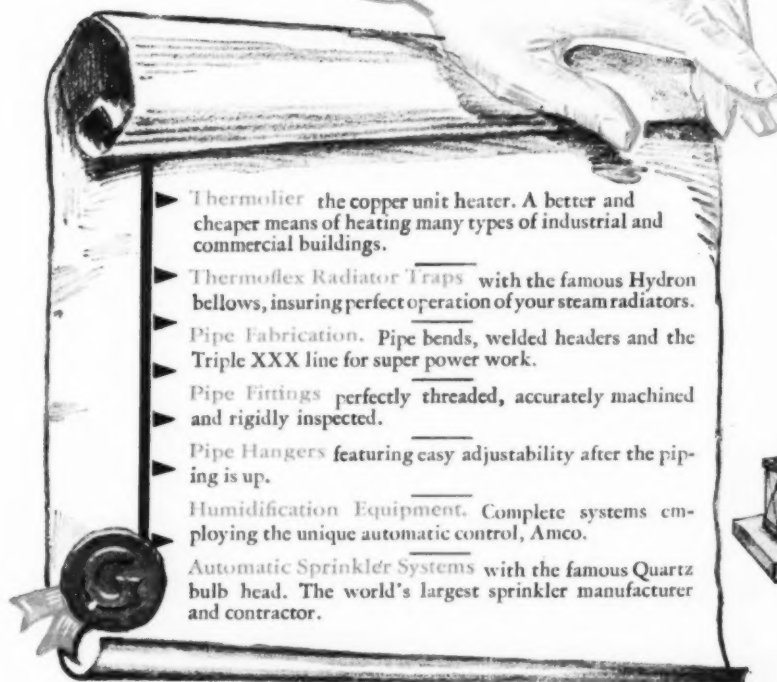 Thermolier the copper unit heater. A better and
cheaper means of heating many types of industrial and
commercial buildings.
Thermoflex Radiator Traps with the famous Hydron
bellows, insuring perfect operation of your steam radiators.
Pipe Fabrication. Pipe bends, welded headers and the
Triple XXX line for super power work.
Pipe Fittings perfectly threaded, accurately machined
and rigidly inspected.
Pipe Hangers featuring easy adjustability after the pip-
ing is up.
Humidification Equipment. Complete systems em-
ploying the unique automatic control, Amco.
Automatic Sprinkler Systems with the famous Quartz
bulb head. The world's largest sprinkler manufacturer
and contractor.
G